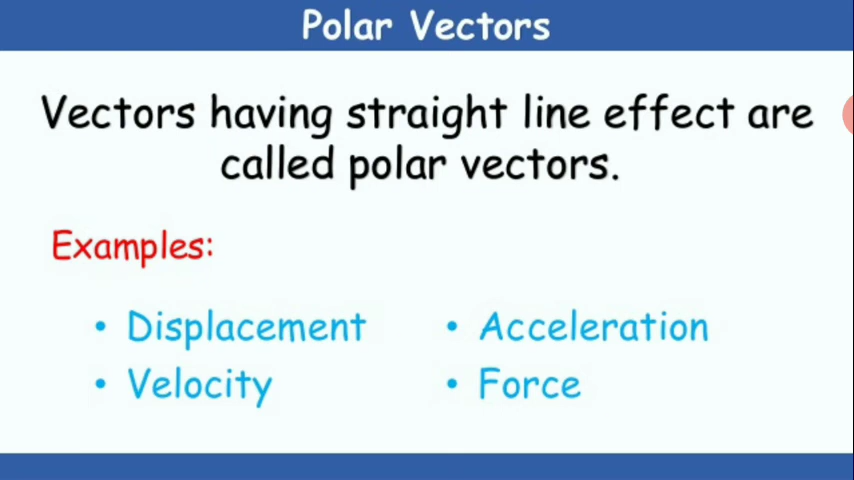 Polar Vectors
Vectors having straight line effect are
called polar vectors.
Examples:
• Displacement
• Acceleration
• Velocity
• Force